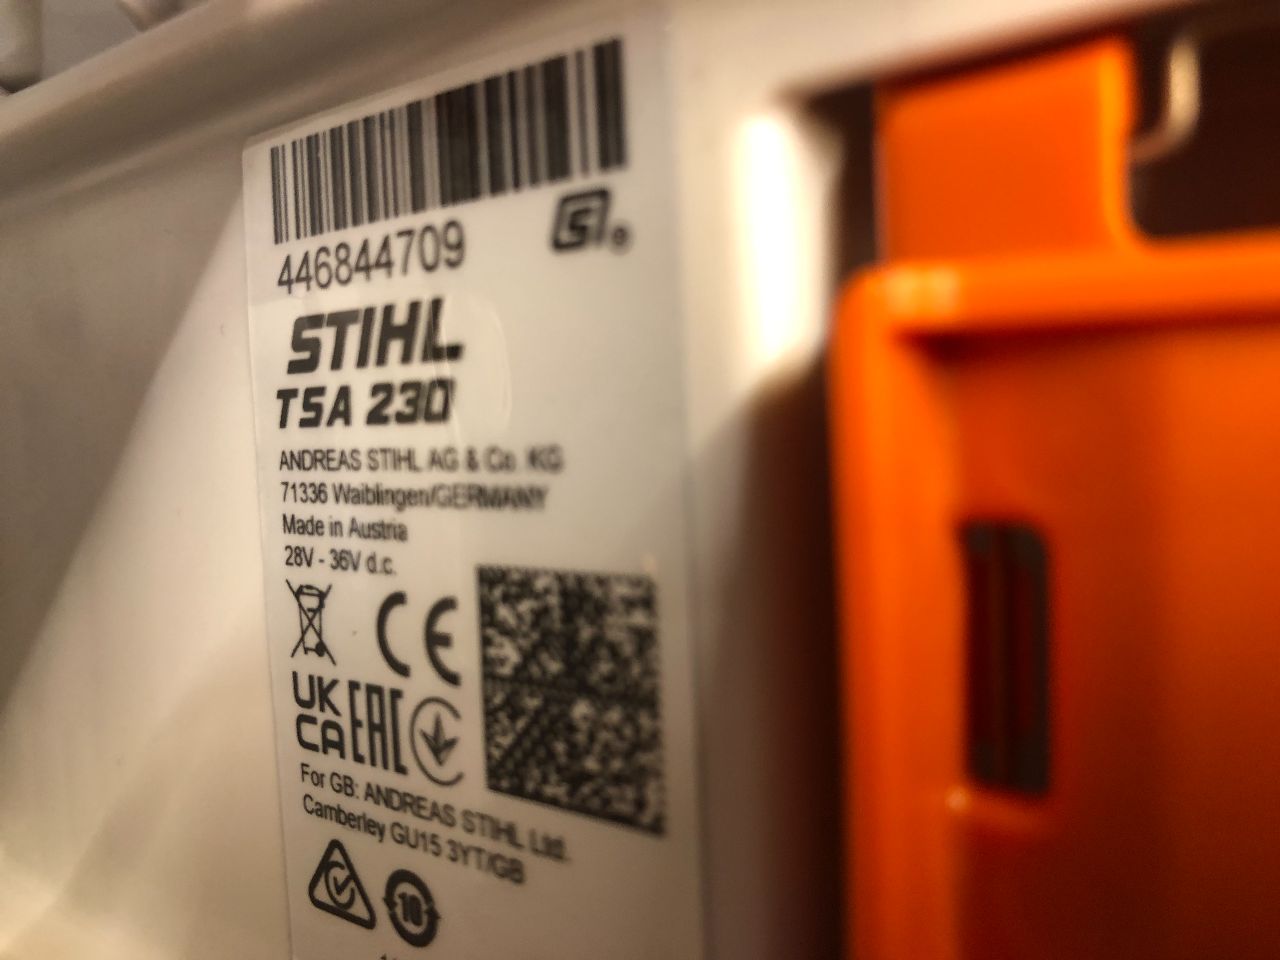 446844709
STIHL
TSA 230
ANDREAS STIHL AG & Co. KG
71336 Waiblingen/GERMANY
Made in Austria
28V - 36V d.c.
CE
UK
CA
EAC
For GB: ANDREAS STIHL Ltd.
Camberley GU15 3YT/GB
10